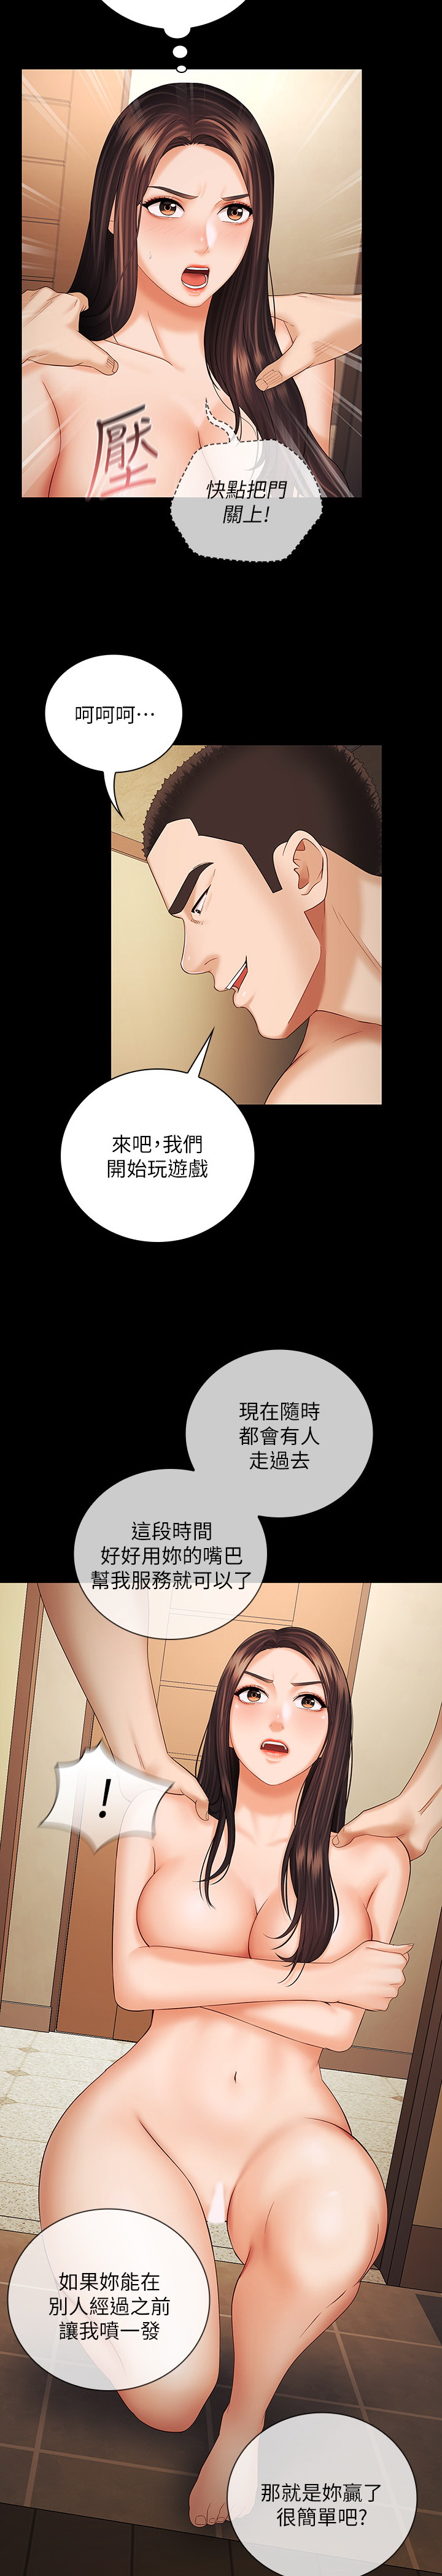 壓
快點把門
關上!
呵呵呵…
來吧,我們
開始玩遊戲
現在隨時
都會有人
走過去
這段時間
好好用妳的嘴巴
幫我服務就可以了
!
如果妳能在
別人經過之前
讓我噴一發
那就是妳贏了
很簡單吧?